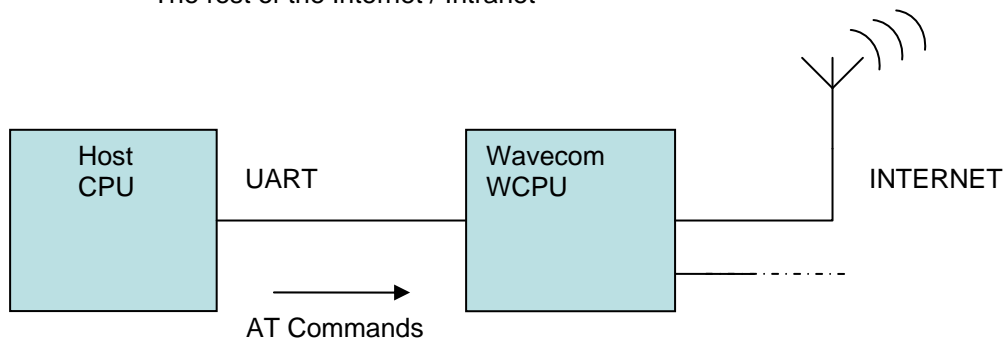 The rest of the Internet / Intranet
Host
CPU
UART
Wavecom
WCPU
INTERNET
AT Commands